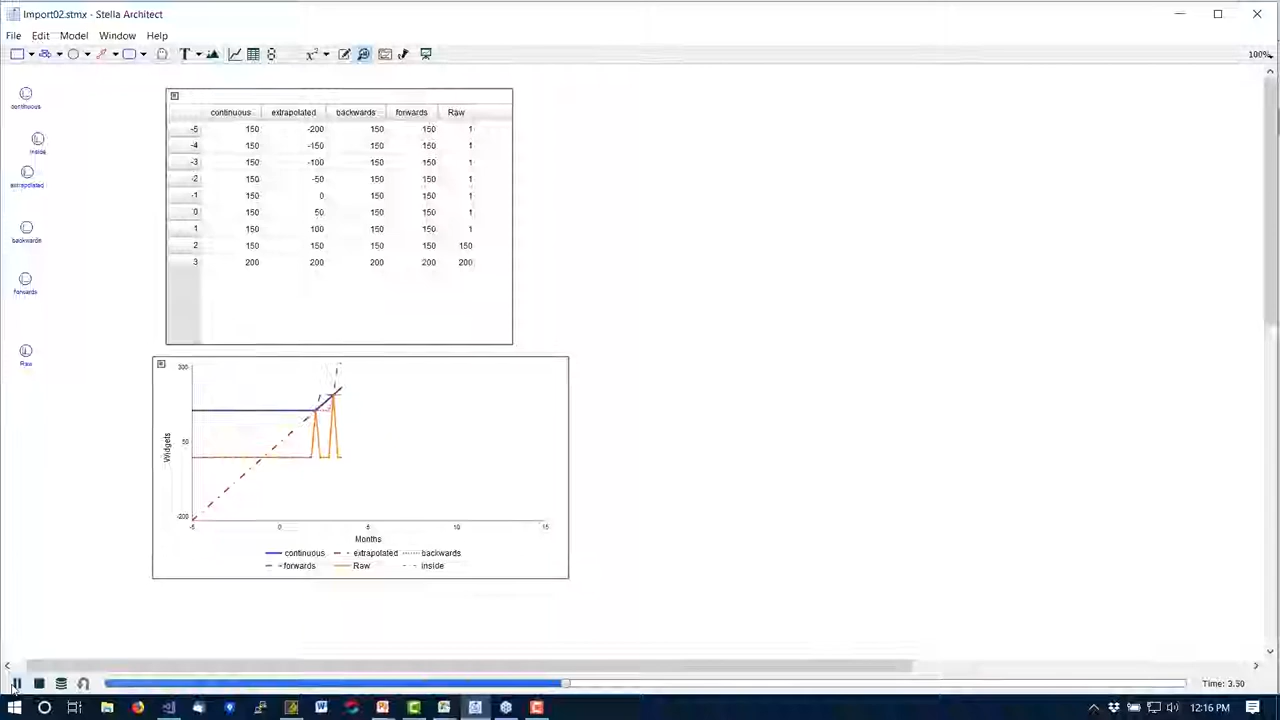 Import02.stmx - Stella Architect
File Edit Model Window Help
T x² 100%
continuous
inside
extrapolated
backwards
forwards
Raw
continuous extrapolated backwards forwards Raw
-5 150 -200 150 150 1
-4 150 -150 150 150 1
-3 150 -100 150 150 1
-2 150 -50 150 150 1
-1 150 0 150 150 1
0 150 50 150 150 1
1 150 100 150 150 1
2 150 150 150 150 150
3 200 200 200 200 200
300
50
-200
Widgets
-5 0 5 10 15
Months
continuous extrapolated backwards
forwards Raw inside
Time: 3.50
12:16 PM